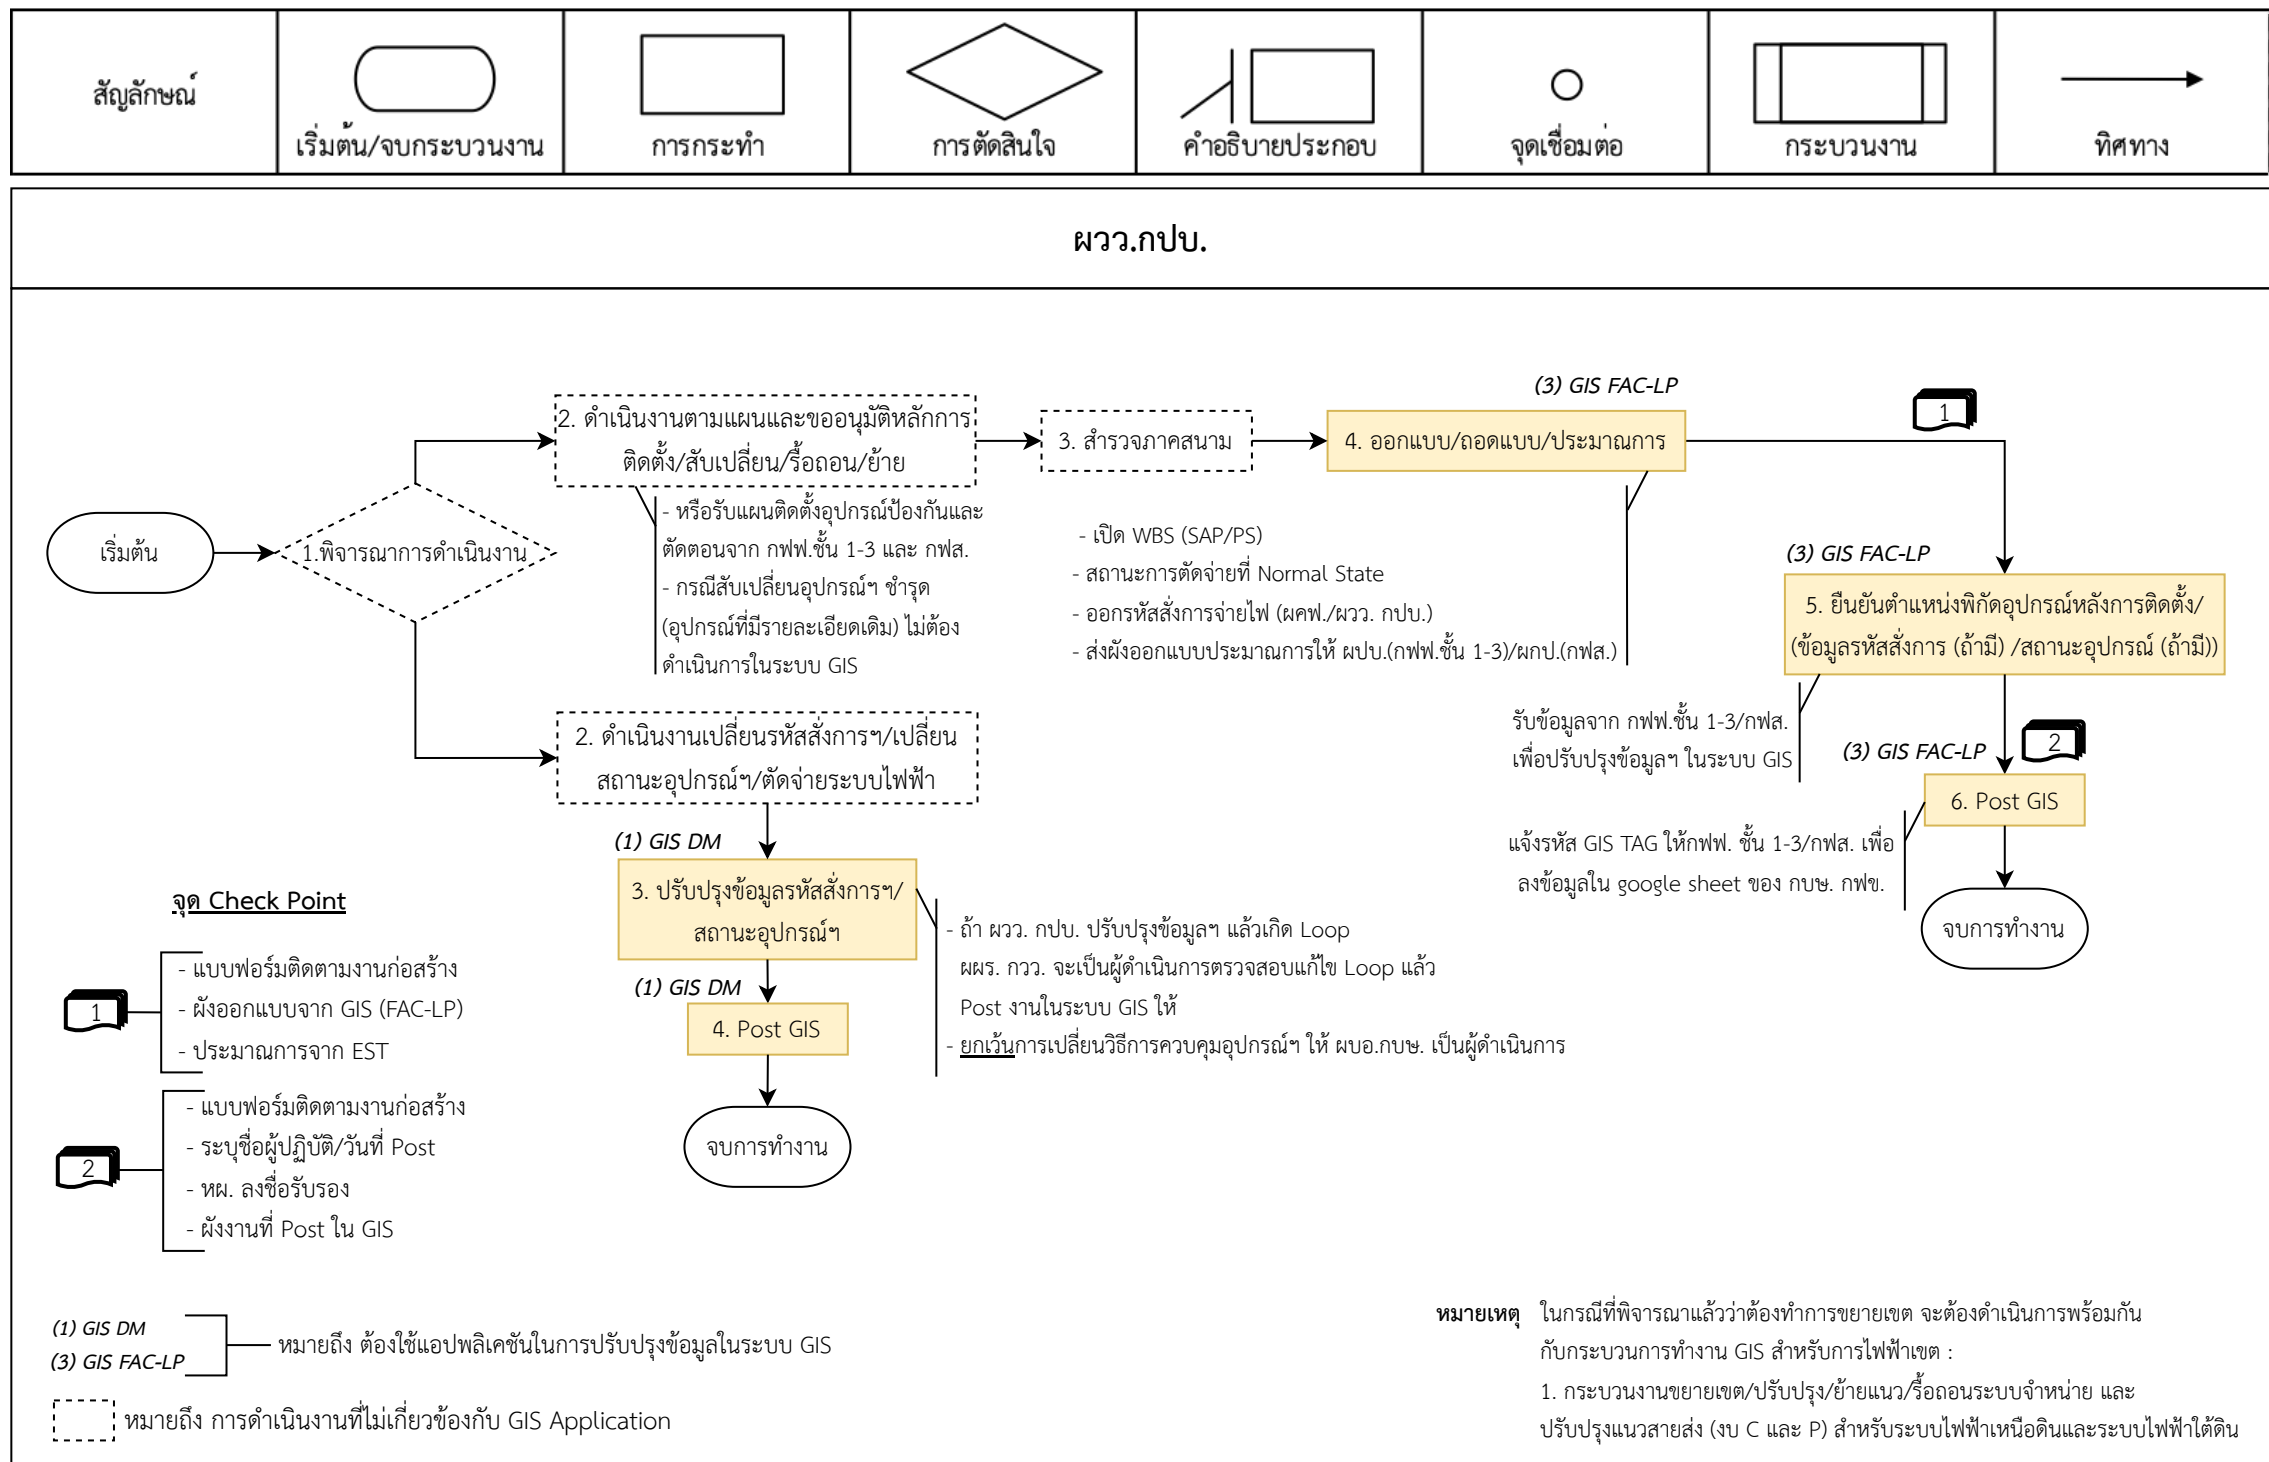 สัญลักษณ์
เริ่มต้น/จบกระบวนงาน
การกระทำ
การตัดสินใจ
คำอธิบายประกอบ
จุดเชื่อมต่อ
กระบวนงาน
ทิศทาง
ผวว.กปบ.
เริ่มต้น
1.พิจารณาการดำเนินงาน
2. ดำเนินงานตามแผนและขออนุมัติหลักการ
ติดตั้ง/สับเปลี่ยน/รื้อถอน/ย้าย
- หรือรับแผนติดตั้งอุปกรณ์ป้องกันและ
ตัดตอนจาก กฟฟ.ชั้น 1-3 และ กฟส.
- กรณีสับเปลี่ยนอุปกรณ์ฯ ชำรุด
(อุปกรณ์ที่มีรายละเอียดเดิม) ไม่ต้อง
ดำเนินการในระบบ GIS
3. สำรวจภาคสนาม
(3) GIS FAC-LP
4. ออกแบบ/ถอดแบบ/ประมาณการ
- เปิด WBS (SAP/PS)
- สถานะการตัดจ่ายที่ Normal State
- ออกรหัสสั่งการจ่ายไฟ (ผคฟ./ผวว. กปบ.)
- ส่งผังออกแบบประมาณการให้ ผปบ.(กฟฟ.ชั้น 1-3)/ผกป.(กฟส.)
1
(3) GIS FAC-LP
5. ยืนยันตำแหน่งพิกัดอุปกรณ์หลังการติดตั้ง/
(ข้อมูลรหัสสั่งการ (ถ้ามี) /สถานะอุปกรณ์ (ถ้ามี))
รับข้อมูลจาก กฟฟ.ชั้น 1-3/กฟส.
เพื่อปรับปรุงข้อมูลฯ ในระบบ GIS
2
(3) GIS FAC-LP
6. Post GIS
แจ้งรหัส GIS TAG ให้กฟฟ. ชั้น 1-3/กฟส. เพื่อ
ลงข้อมูลใน google sheet ของ กบษ. กฟข.
จบการทำงาน
2. ดำเนินงานเปลี่ยนรหัสสั่งการฯ/เปลี่ยน
สถานะอุปกรณ์ฯ/ตัดจ่ายระบบไฟฟ้า
(1) GIS DM
3. ปรับปรุงข้อมูลรหัสสั่งการฯ/
สถานะอุปกรณ์ฯ
- ถ้า ผวว. กปบ. ปรับปรุงข้อมูลฯ แล้วเกิด Loop
ผผร. กวว. จะเป็นผู้ดำเนินการตรวจสอบแก้ไข Loop แล้ว
Post งานในระบบ GIS ให้
- ยกเว้นการเปลี่ยนวิธีการควบคุมอุปกรณ์ฯ ให้ ผบอ.กบษ. เป็นผู้ดำเนินการ
(1) GIS DM
4. Post GIS
จบการทำงาน
จุด Check Point
1
- แบบฟอร์มติดตามงานก่อสร้าง
- ผังออกแบบจาก GIS (FAC-LP)
- ประมาณการจาก EST
2
- แบบฟอร์มติดตามงานก่อสร้าง
- ระบุชื่อผู้ปฏิบัติ/วันที่ Post
- หผ. ลงชื่อรับรอง
- ผังงานที่ Post ใน GIS
(1) GIS DM
(3) GIS FAC-LP
หมายถึง ต้องใช้แอปพลิเคชันในการปรับปรุงข้อมูลในระบบ GIS
หมายถึง การดำเนินงานที่ไม่เกี่ยวข้องกับ GIS Application
หมายเหตุ ในกรณีที่พิจารณาแล้วว่าต้องทำการขยายเขต จะต้องดำเนินการพร้อมกัน
กับกระบวนการทำงาน GIS สำหรับการไฟฟ้าเขต :
1. กระบวนงานขยายเขต/ปรับปรุง/ย้ายแนว/รื้อถอนระบบจำหน่าย และ
ปรับปรุงแนวสายส่ง (งบ C และ P) สำหรับระบบไฟฟ้าเหนือดินและระบบไฟฟ้าใต้ดิน